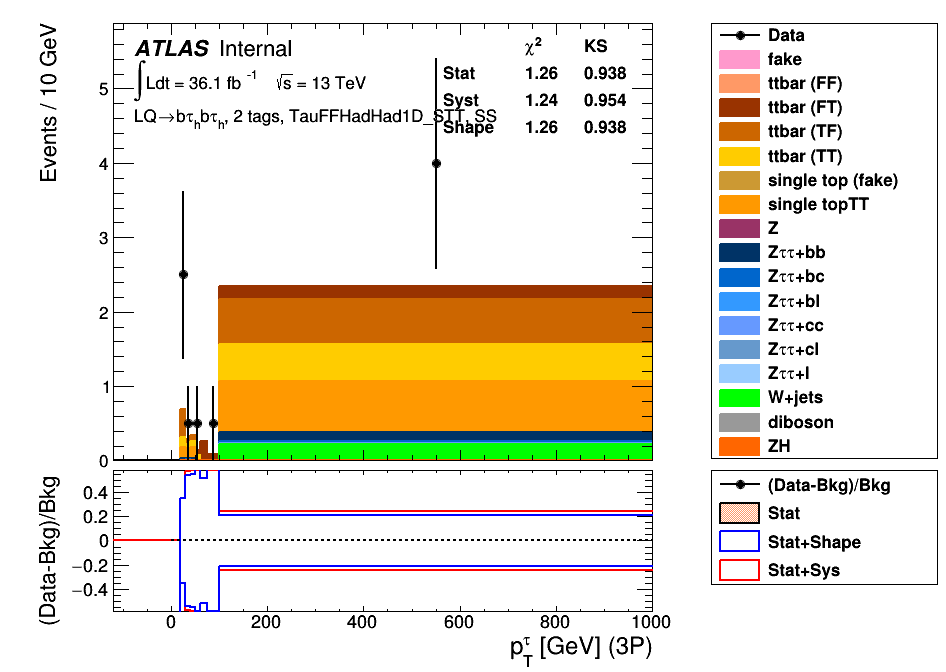 Events / 10 GeV
ATLAS Internal
∫Ldt = 36.1 fb⁻¹ √s = 13 TeV
LQ→bτₕbτₕ, 2 tags, TauFFHadHad1D_STT, SS
χ² KS
Stat 1.26 0.938
Syst 1.24 0.954
Shape 1.26 0.938
5
4
3
2
1
0
Data
fake
ttbar (FF)
ttbar (FT)
ttbar (TF)
ttbar (TT)
single top (fake)
single topTT
Z
Zττ+bb
Zττ+bc
Zττ+bl
Zττ+cc
Zττ+cl
Zττ+l
W+jets
diboson
ZH
(Data-Bkg)/Bkg
0.4
0.2
0
−0.2
−0.4
0 200 400 600 800 1000
p_T^τ [GeV] (3P)
(Data-Bkg)/Bkg
Stat
Stat+Shape
Stat+Sys